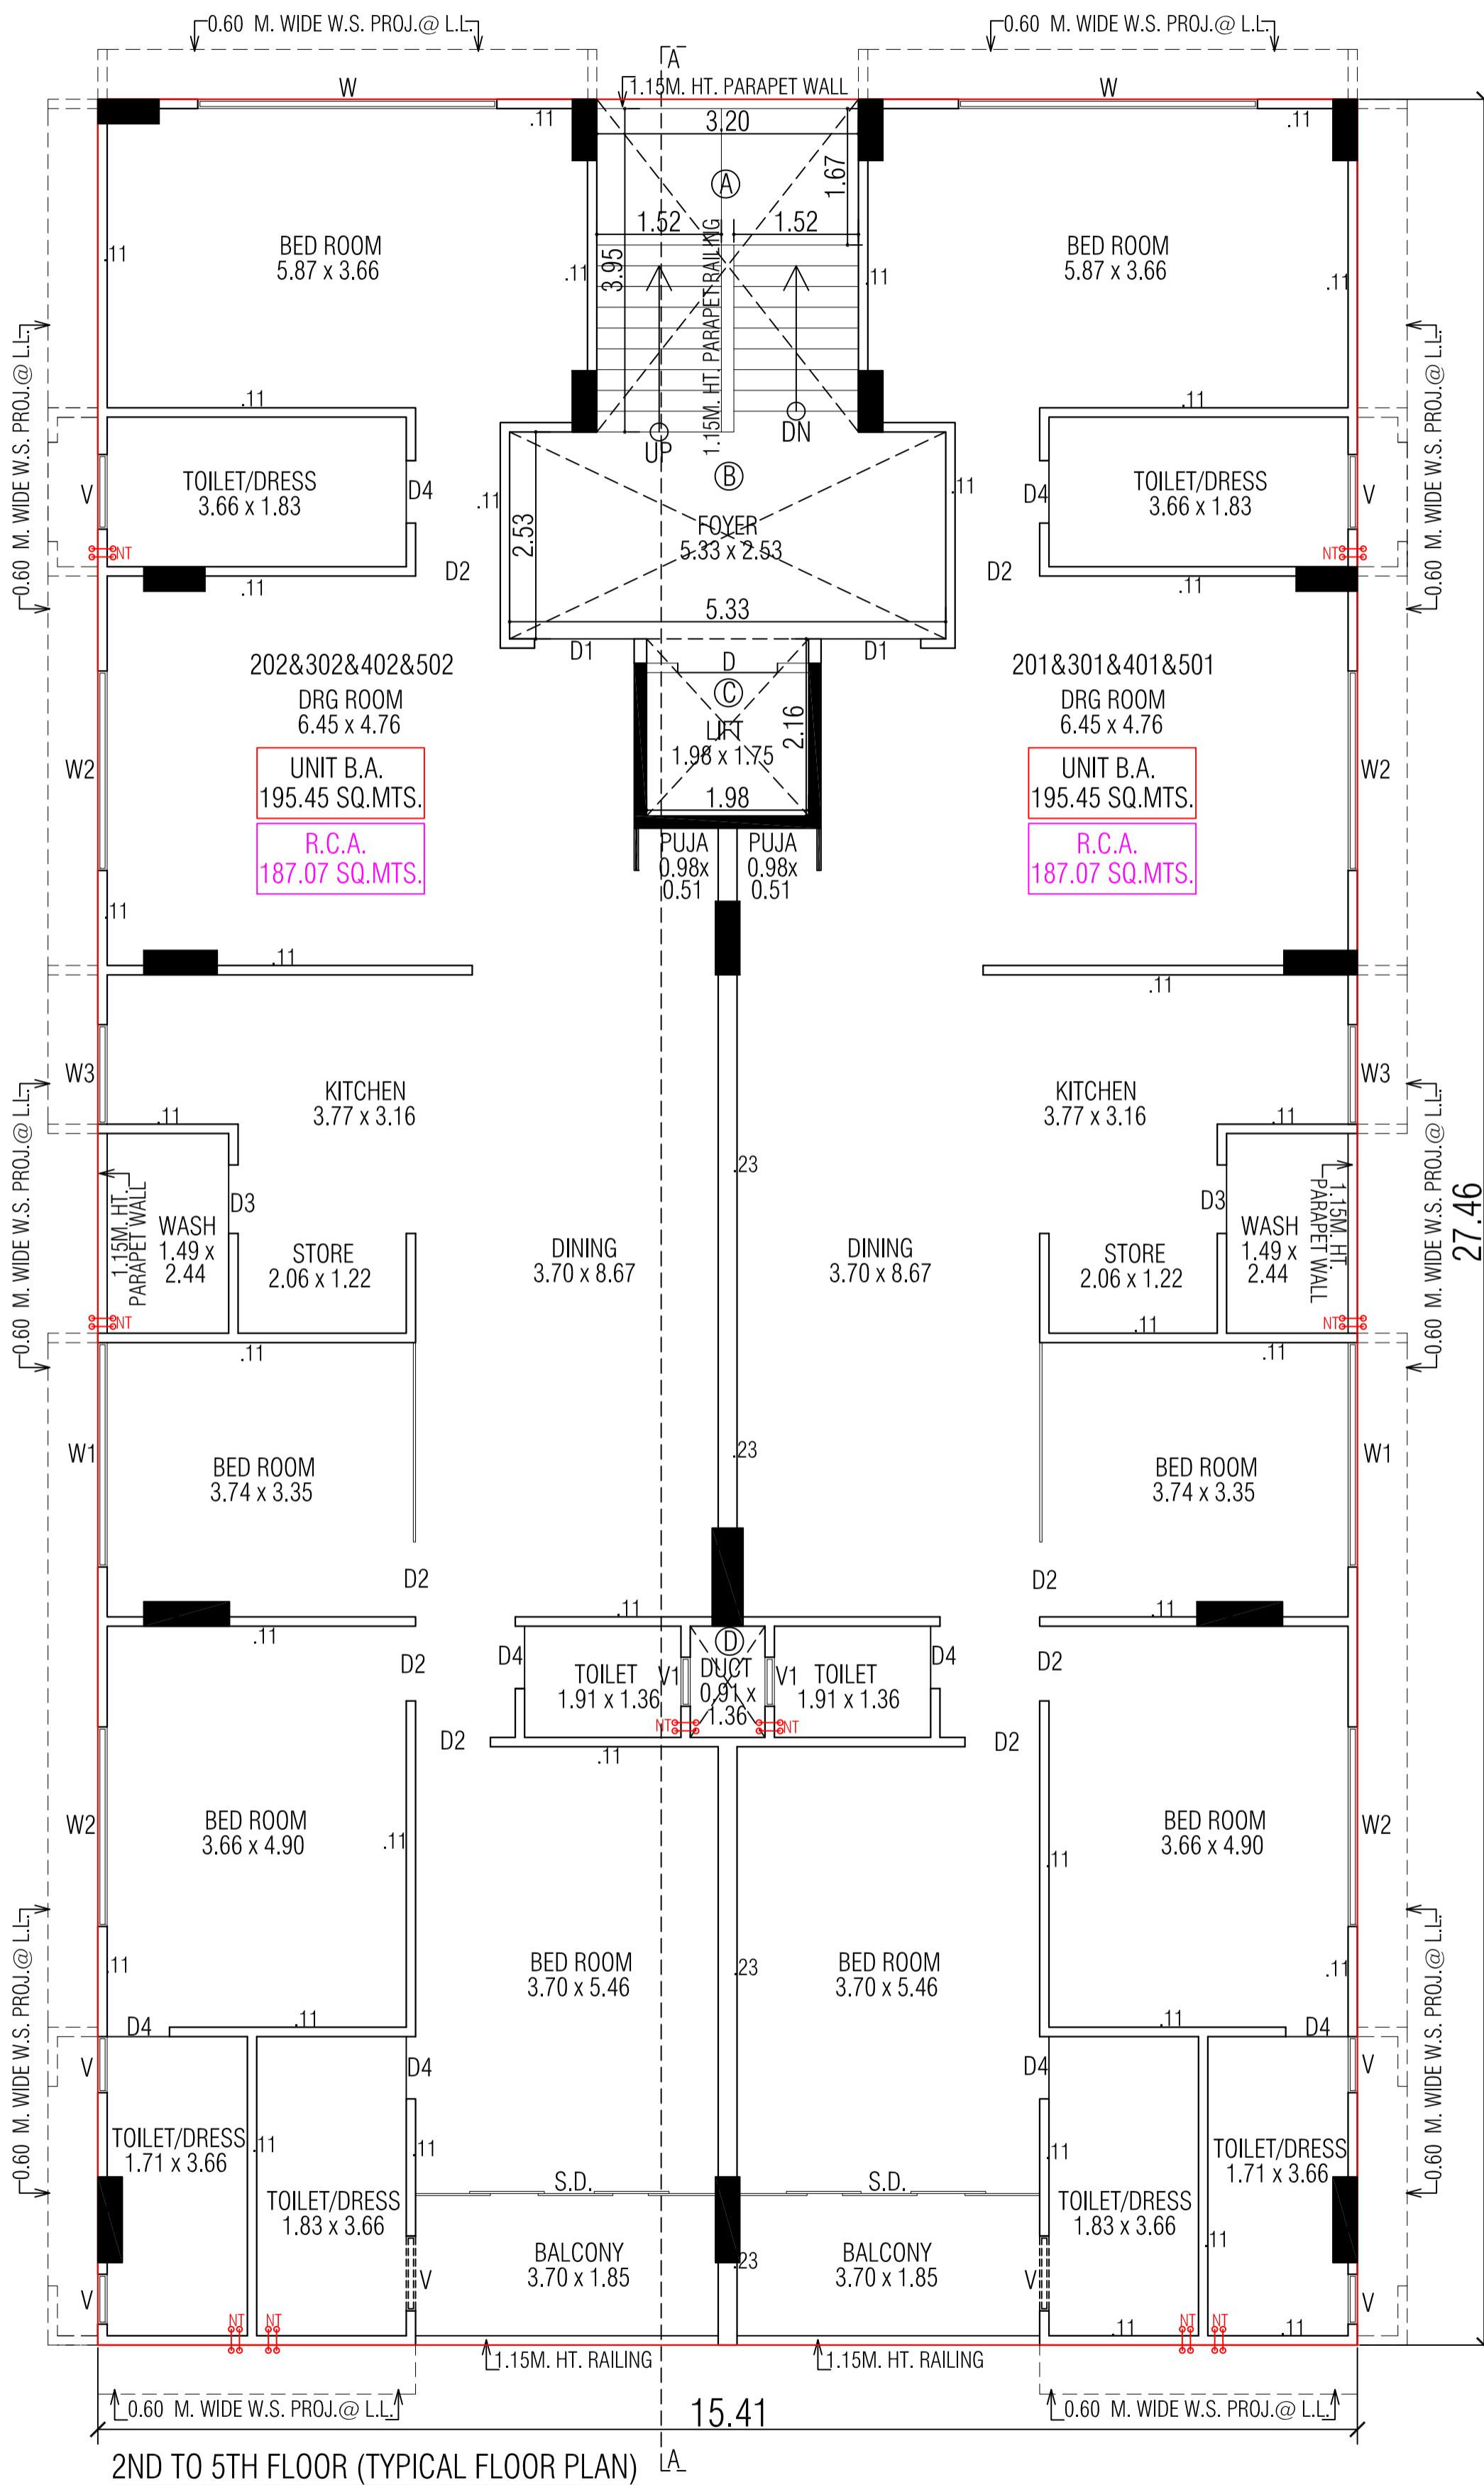 0.60 M. WIDE W.S. PROJ.@ L.L.
0.60 M. WIDE W.S. PROJ.@ L.L.
A
1.15M. HT. PARAPET WALL
W
W
.11
3.20
.11
A
1.67
1.52
1.52
BED ROOM
5.87 x 3.66
BED ROOM
5.87 x 3.66
.11
.11
3.95
1.15M. HT. PARAPET RAILING
.11
.11
0.60 M. WIDE W.S. PROJ.@ L.L.
0.60 M. WIDE W.S. PROJ.@ L.L.
.11
.11
UP
DN
TOILET/DRESS
3.66 x 1.83
TOILET/DRESS
3.66 x 1.83
V
D4
.11
B
.11
D4
V
2.53
FOYER
5.33 x 2.53
NT
NT
.11
D2
D2
.11
5.33
D1
D
D1
202&302&402&502
DRG ROOM
6.45 x 4.76
201&301&401&501
DRG ROOM
6.45 x 4.76
C
LIFT
1.98 x 1.75
2.16
1.98
W2
UNIT B.A.
195.45 SQ.MTS.
UNIT B.A.
195.45 SQ.MTS.
W2
R.C.A.
187.07 SQ.MTS.
R.C.A.
187.07 SQ.MTS.
PUJA
0.98x
0.51
PUJA
0.98x
0.51
.11
.11
.11
W3
KITCHEN
3.77 x 3.16
KITCHEN
3.77 x 3.16
W3
.11
.11
.23
0.60 M. WIDE W.S. PROJ.@ L.L.
0.60 M. WIDE W.S. PROJ.@ L.L.
1.15M. HT.
PARAPET WALL
WASH
1.49 x
2.44
D3
STORE
2.06 x 1.22
DINING
3.70 x 8.67
DINING
3.70 x 8.67
STORE
2.06 x 1.22
D3
WASH
1.49 x
2.44
1.15M. HT.
PARAPET WALL
27.46
NT
NT
.11
.11
.11
W1
BED ROOM
3.74 x 3.35
.23
BED ROOM
3.74 x 3.35
W1
D2
D2
.11
.11
.11
D2
D4
TOILET
1.91 x 1.36
V1
D
DUCT
0.91 x
1.36
V1
TOILET
1.91 x 1.36
D4
D2
NT
NT
D2
.11
D2
W2
BED ROOM
3.66 x 4.90
.11
.11
BED ROOM
3.66 x 4.90
W2
.11
BED ROOM
3.70 x 5.46
.23
BED ROOM
3.70 x 5.46
.11
0.60 M. WIDE W.S. PROJ.@ L.L.
0.60 M. WIDE W.S. PROJ.@ L.L.
D4
.11
.11
D4
V
D4
D4
V
TOILET/DRESS
1.71 x 3.66
.11
.11
.11
TOILET/DRESS
1.71 x 3.66
TOILET/DRESS
1.83 x 3.66
S.D.
S.D.
TOILET/DRESS
1.83 x 3.66
.11
V
V
BALCONY
3.70 x 1.85
.23
BALCONY
3.70 x 1.85
V
V
NT
NT
.11
NT
NT
.11
1.15M. HT. RAILING
1.15M. HT. RAILING
0.60 M. WIDE W.S. PROJ.@ L.L.
15.41
0.60 M. WIDE W.S. PROJ.@ L.L.
2ND TO 5TH FLOOR (TYPICAL FLOOR PLAN)
A